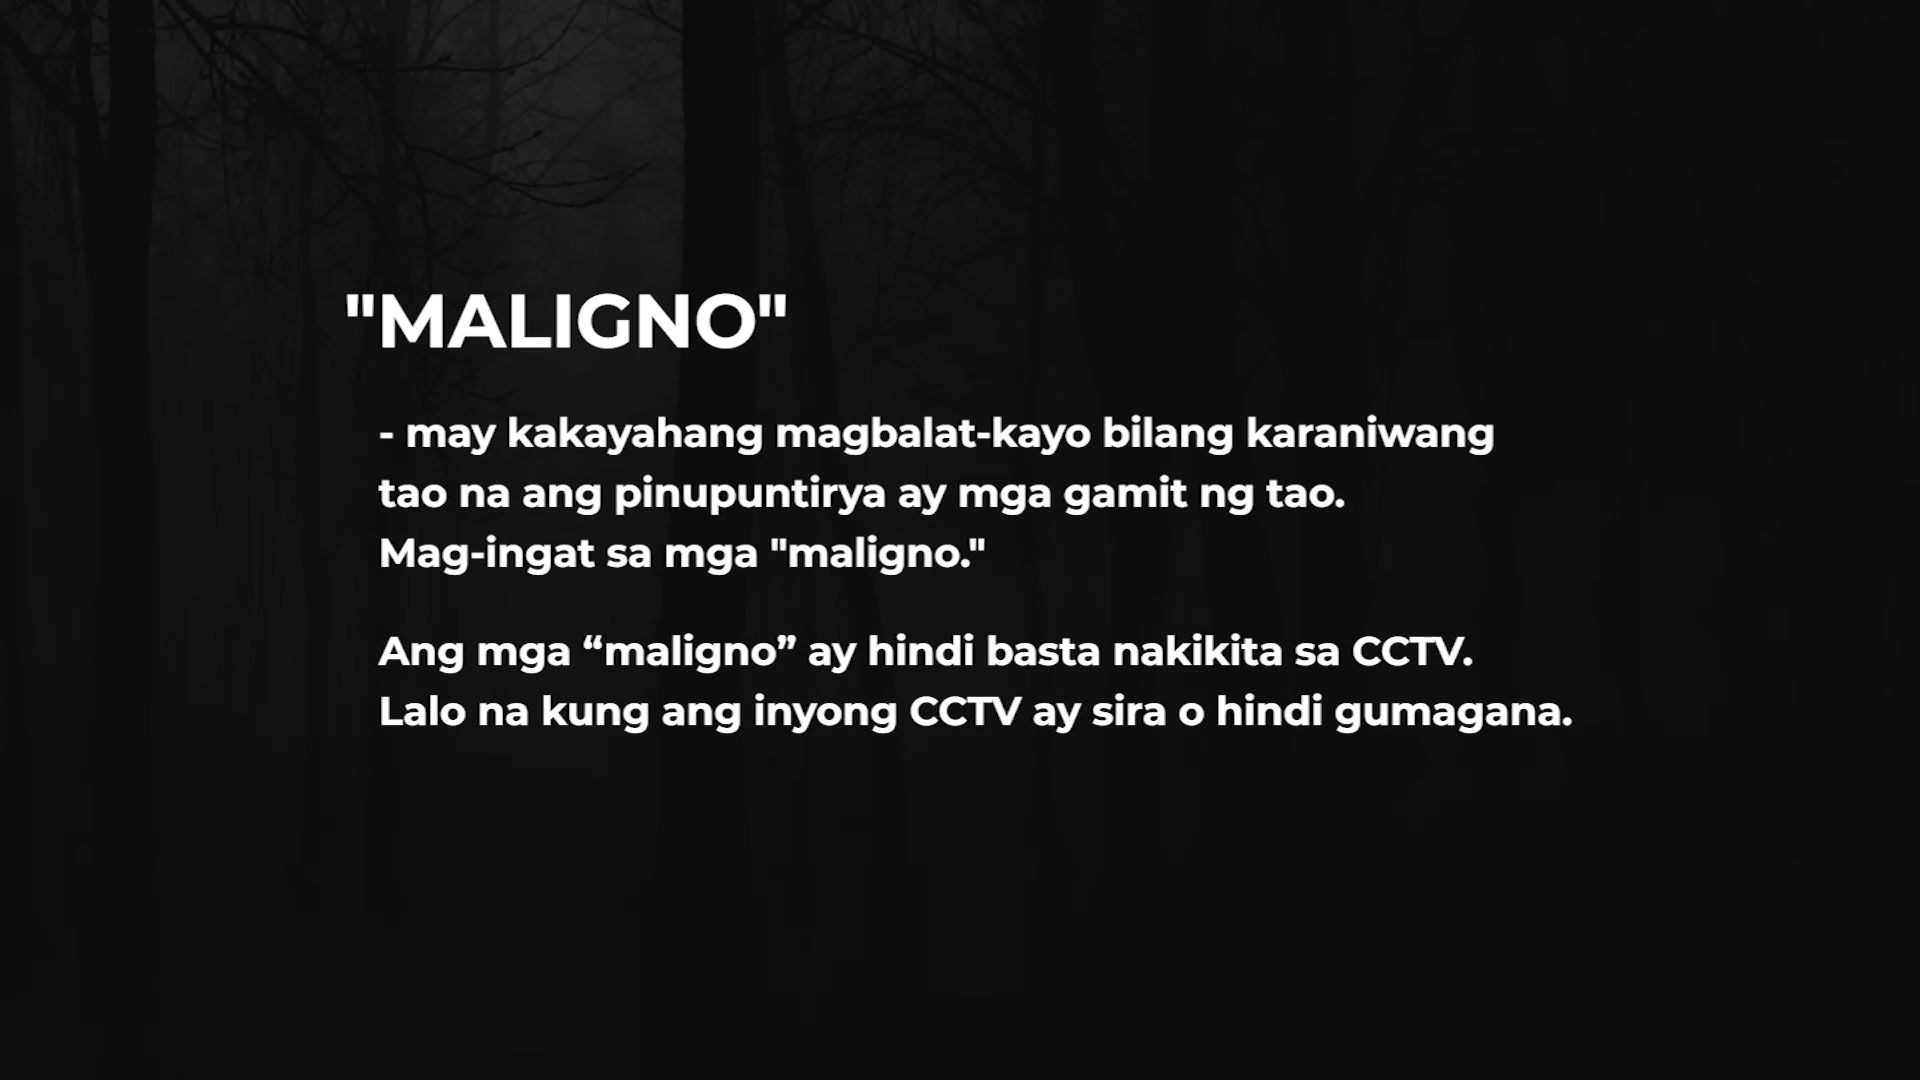 "MALIGNO"
- may kakayahang magbalat-kayo bilang karaniwang
tao na ang pinupuntirya ay mga gamit ng tao.
Mag-ingat sa mga "maligno."
Ang mga “maligno” ay hindi basta nakikita sa CCTV.
Lalo na kung ang inyong CCTV ay sira o hindi gumagana.